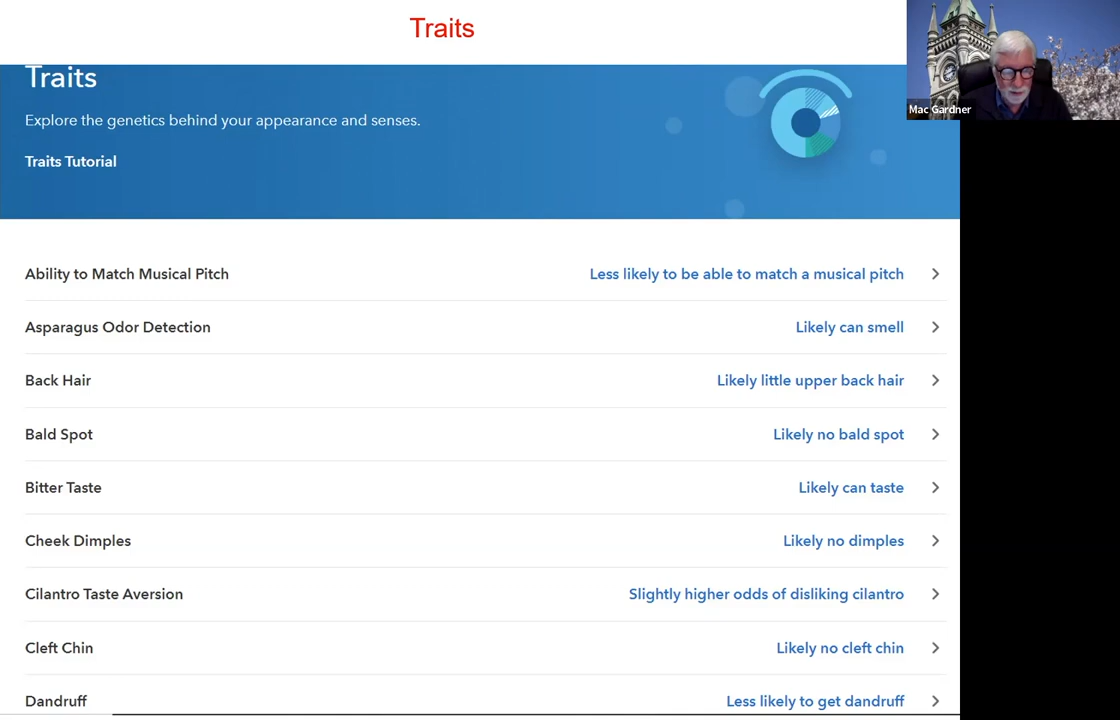 Traits
Traits
Explore the genetics behind your appearance and senses.
Traits Tutorial
Mac Gardner
Ability to Match Musical Pitch Less likely to be able to match a musical pitch
Asparagus Odor Detection Likely can smell
Back Hair Likely little upper back hair
Bald Spot Likely no bald spot
Bitter Taste Likely can taste
Cheek Dimples Likely no dimples
Cilantro Taste Aversion Slightly higher odds of disliking cilantro
Cleft Chin Likely no cleft chin
Dandruff Less likely to get dandruff